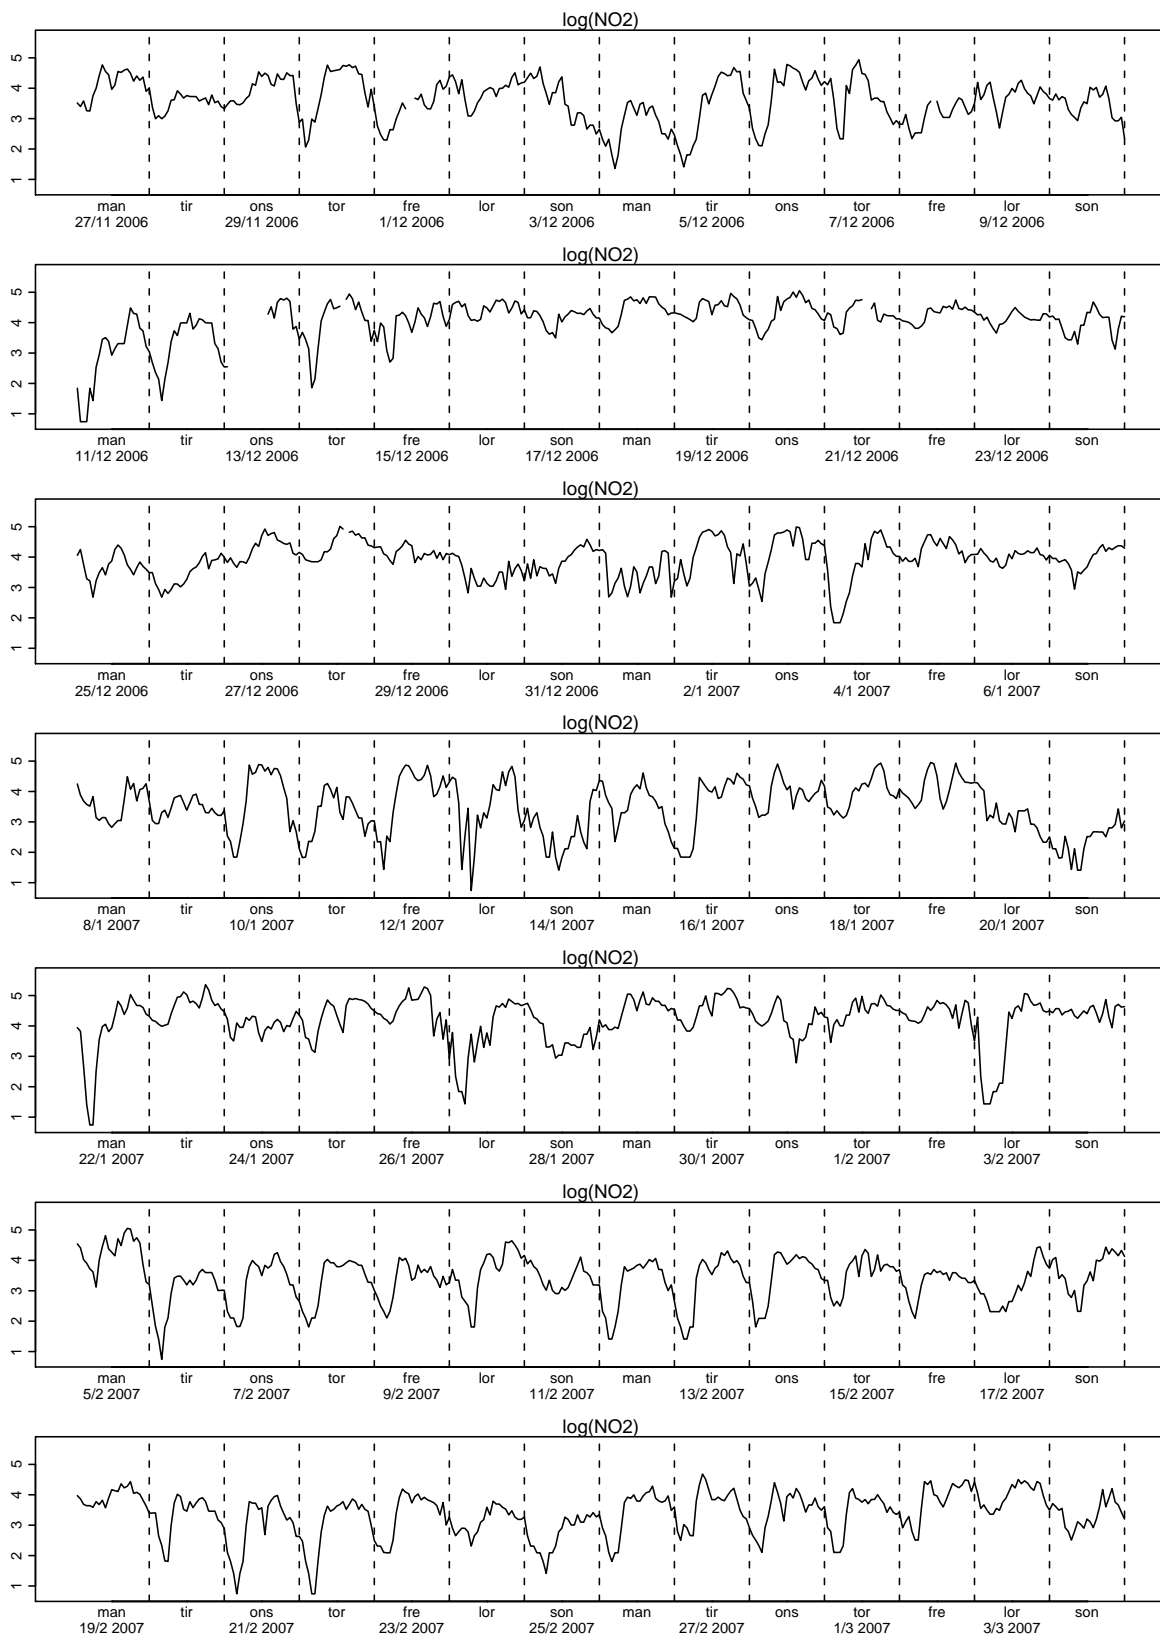 log(NO2)
5
4
3
2
1
man tir ons tor fre lor son man tir ons tor fre lor son
27/11 2006 29/11 2006 1/12 2006 3/12 2006 5/12 2006 7/12 2006 9/12 2006
log(NO2)
5
4
3
2
1
man tir ons tor fre lor son man tir ons tor fre lor son
11/12 2006 13/12 2006 15/12 2006 17/12 2006 19/12 2006 21/12 2006 23/12 2006
log(NO2)
5
4
3
2
1
man tir ons tor fre lor son man tir ons tor fre lor son
25/12 2006 27/12 2006 29/12 2006 31/12 2006 2/1 2007 4/1 2007 6/1 2007
log(NO2)
5
4
3
2
1
man tir ons tor fre lor son man tir ons tor fre lor son
8/1 2007 10/1 2007 12/1 2007 14/1 2007 16/1 2007 18/1 2007 20/1 2007
log(NO2)
5
4
3
2
1
man tir ons tor fre lor son man tir ons tor fre lor son
22/1 2007 24/1 2007 26/1 2007 28/1 2007 30/1 2007 1/2 2007 3/2 2007
log(NO2)
5
4
3
2
1
man tir ons tor fre lor son man tir ons tor fre lor son
5/2 2007 7/2 2007 9/2 2007 11/2 2007 13/2 2007 15/2 2007 17/2 2007
log(NO2)
5
4
3
2
1
man tir ons tor fre lor son man tir ons tor fre lor son
19/2 2007 21/2 2007 23/2 2007 25/2 2007 27/2 2007 1/3 2007 3/3 2007